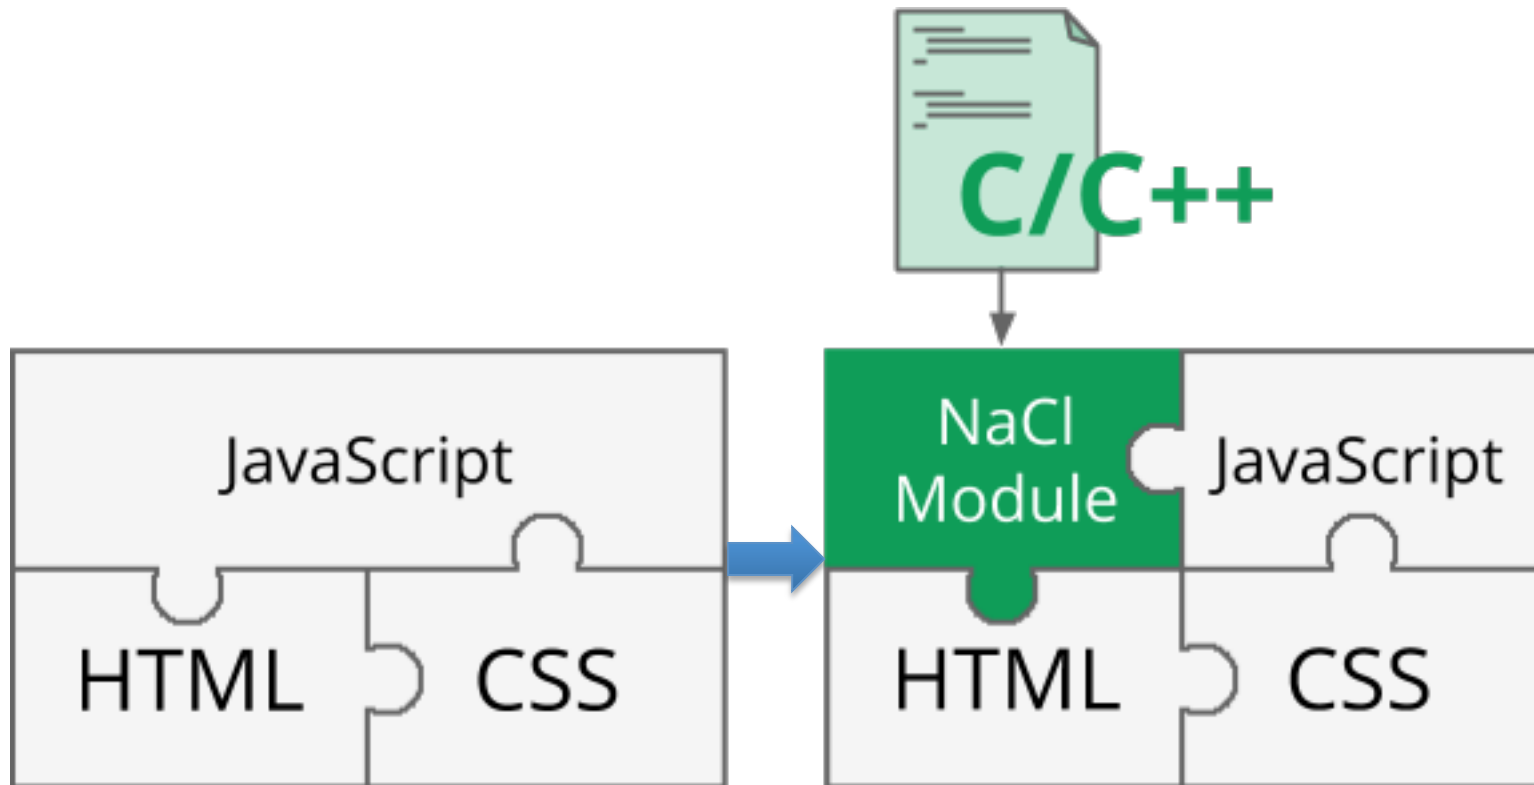 C/C++
JavaScript
HTML
CSS
NaCl
Module
JavaScript
HTML
CSS